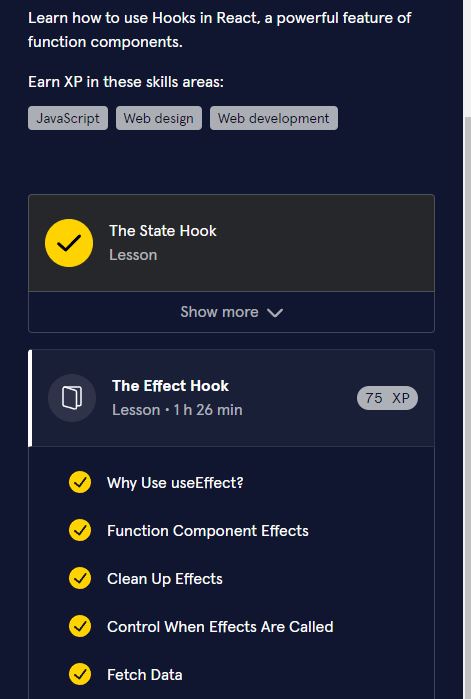 Learn how to use Hooks in React, a powerful feature of
function components.
Earn XP in these skills areas:
JavaScript Web design Web development
The State Hook
Lesson
Show more
The Effect Hook
Lesson • 1 h 26 min
75 XP
Why Use useEffect?
Function Component Effects
Clean Up Effects
Control When Effects Are Called
Fetch Data